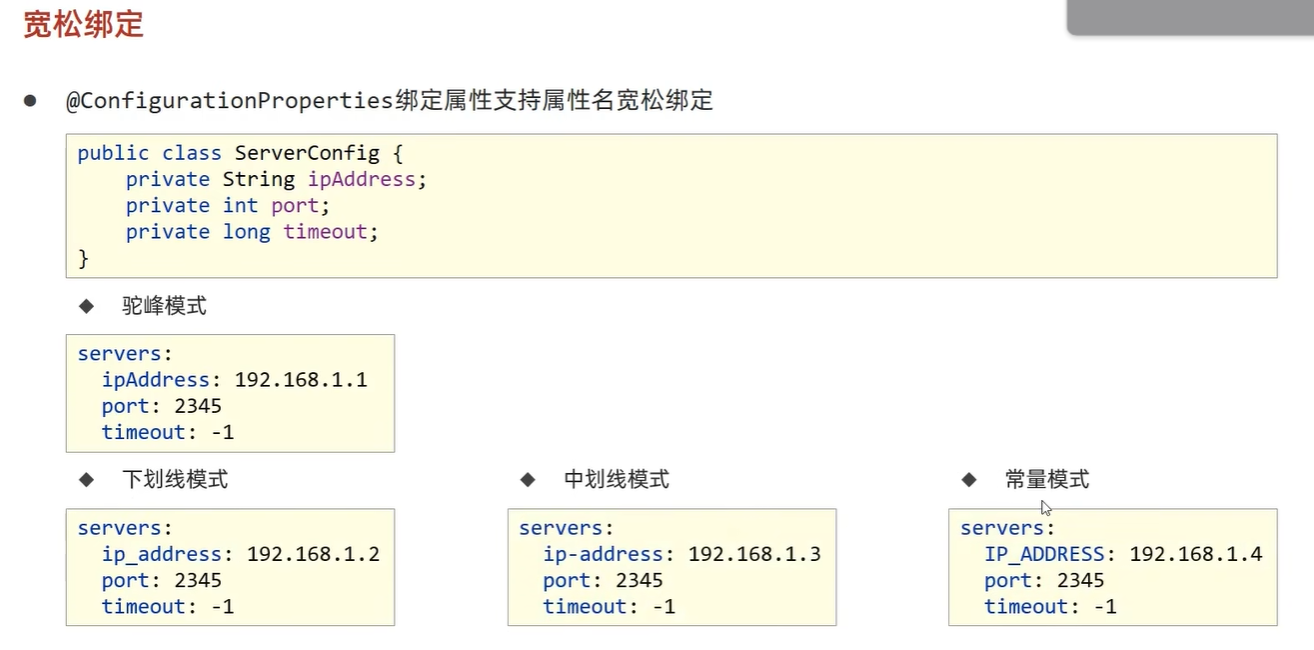 宽松绑定
@ConfigurationProperties绑定属性支持属性名宽松绑定
public class ServerConfig {
    private String ipAddress;
    private int port;
    private long timeout;
}
驼峰模式
servers:
  ipAddress: 192.168.1.1
  port: 2345
  timeout: -1
下划线模式
servers:
  ip_address: 192.168.1.2
  port: 2345
  timeout: -1
中划线模式
servers:
  ip-address: 192.168.1.3
  port: 2345
  timeout: -1
常量模式
servers:
  IP_ADDRESS: 192.168.1.4
  port: 2345
  timeout: -1